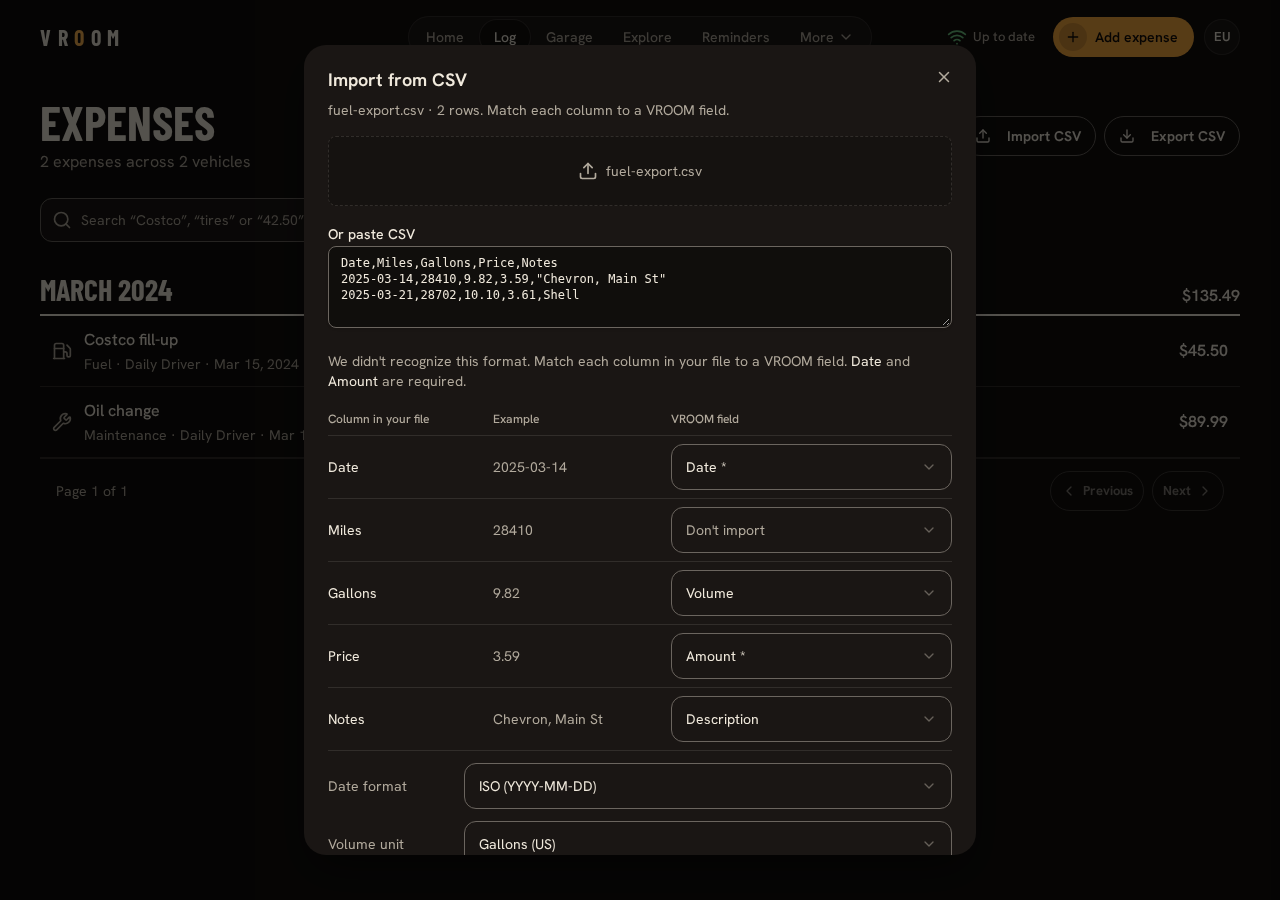 VROOM
Home
Log
Garage
Explore
Reminders
More
Up to date
Add expense
EU
EXPENSES
2 expenses across 2 vehicles
Import CSV
Export CSV
Search “Costco”, “tires” or “42.50”
MARCH 2024
$135.49
Costco fill-up
Fuel · Daily Driver · Mar 15, 2024
$45.50
Oil change
Maintenance · Daily Driver · Mar 1
$89.99
Page 1 of 1
Previous
Next
Import from CSV
fuel-export.csv · 2 rows. Match each column to a VROOM field.
fuel-export.csv
Or paste CSV
Date,Miles,Gallons,Price,Notes
2025-03-14,28410,9.82,3.59,"Chevron, Main St"
2025-03-21,28702,10.10,3.61,Shell
We didn't recognize this format. Match each column in your file to a VROOM field. Date and
Amount are required.
Column in your file
Example
VROOM field
Date
2025-03-14
Date *
Miles
28410
Don't import
Gallons
9.82
Volume
Price
3.59
Amount *
Notes
Chevron, Main St
Description
Date format
ISO (YYYY-MM-DD)
Volume unit
Gallons (US)